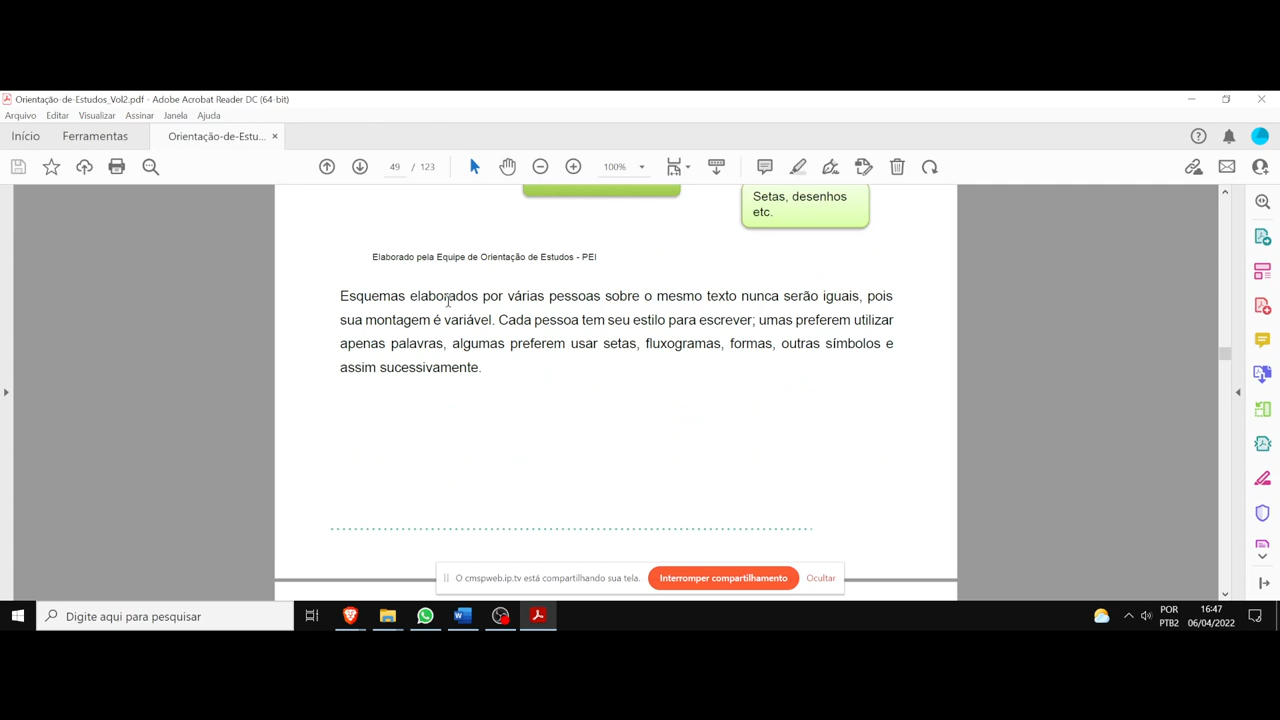 Orientação-de-Estudos_Vol2.pdf - Adobe Acrobat Reader DC (64-bit)
Arquivo Editar Visualizar Assinar Janela Ajuda
Início Ferramentas Orientação-de-Estu... ×
49 / 123 100%
Setas, desenhos
etc.
Elaborado pela Equipe de Orientação de Estudos - PEI
Esquemas elaborados por várias pessoas sobre o mesmo texto nunca serão iguais, pois
sua montagem é variável. Cada pessoa tem seu estilo para escrever; umas preferem utilizar
apenas palavras, algumas preferem usar setas, fluxogramas, formas, outras símbolos e
assim sucessivamente.
O cmspweb.ip.tv está compartilhando sua tela. Interromper compartilhamento Ocultar
Digite aqui para pesquisar
POR 16:47
PTB2 06/04/2022